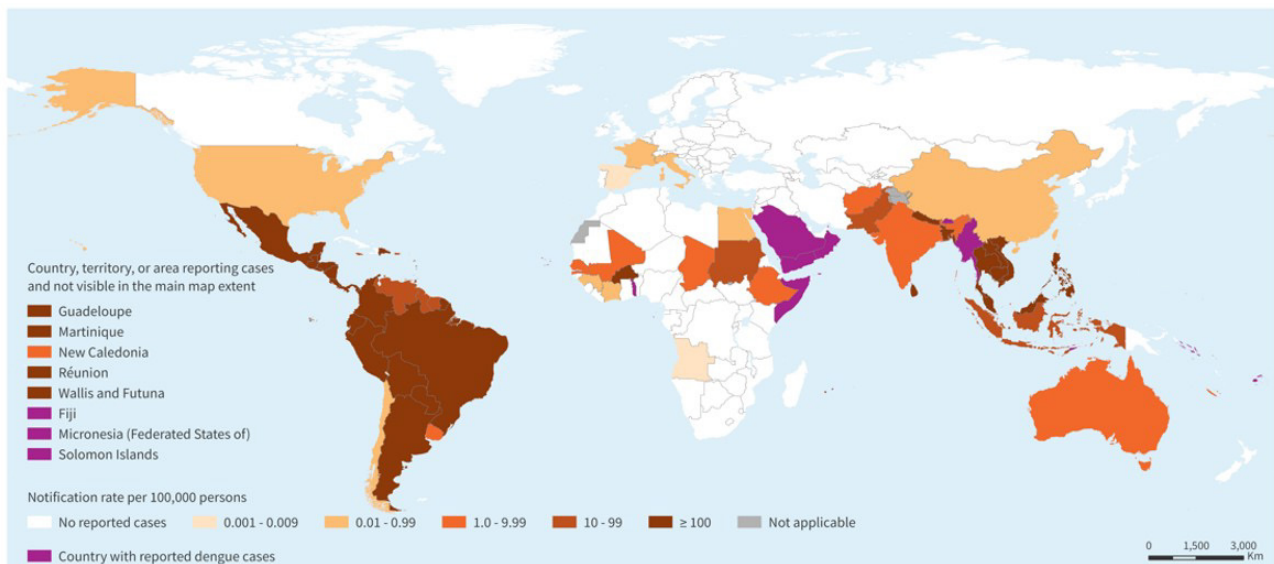 Country, territory, or area reporting cases
and not visible in the main map extent
Guadeloupe
Martinique
New Caledonia
Réunion
Wallis and Futuna
Fiji
Micronesia (Federated States of)
Solomon Islands
Notification rate per 100,000 persons
No reported cases 0.001 - 0.009 0.01 - 0.99 1.0 - 9.99 10 - 99 ≥ 100 Not applicable
Country with reported dengue cases
0 1,500 3,000
Km